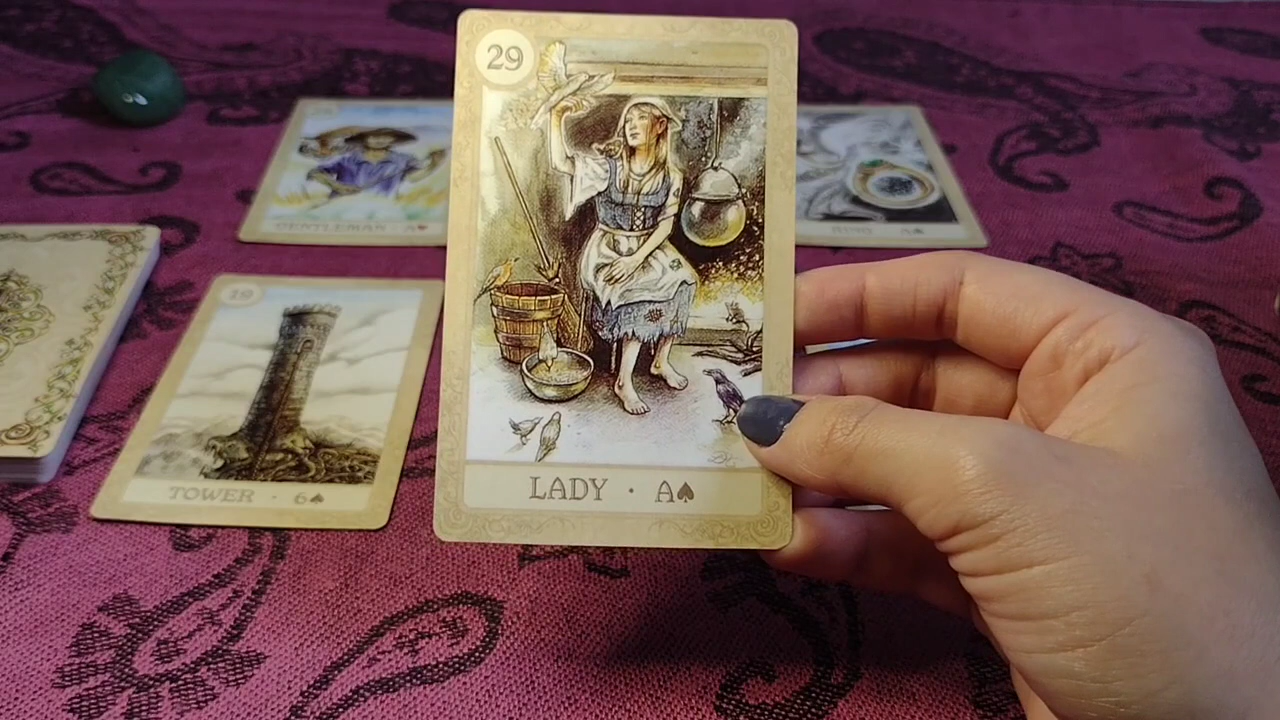 29
LADY · A♠
GENTLEMAN · A♥
RING · A♣
19
TOWER · 6♠